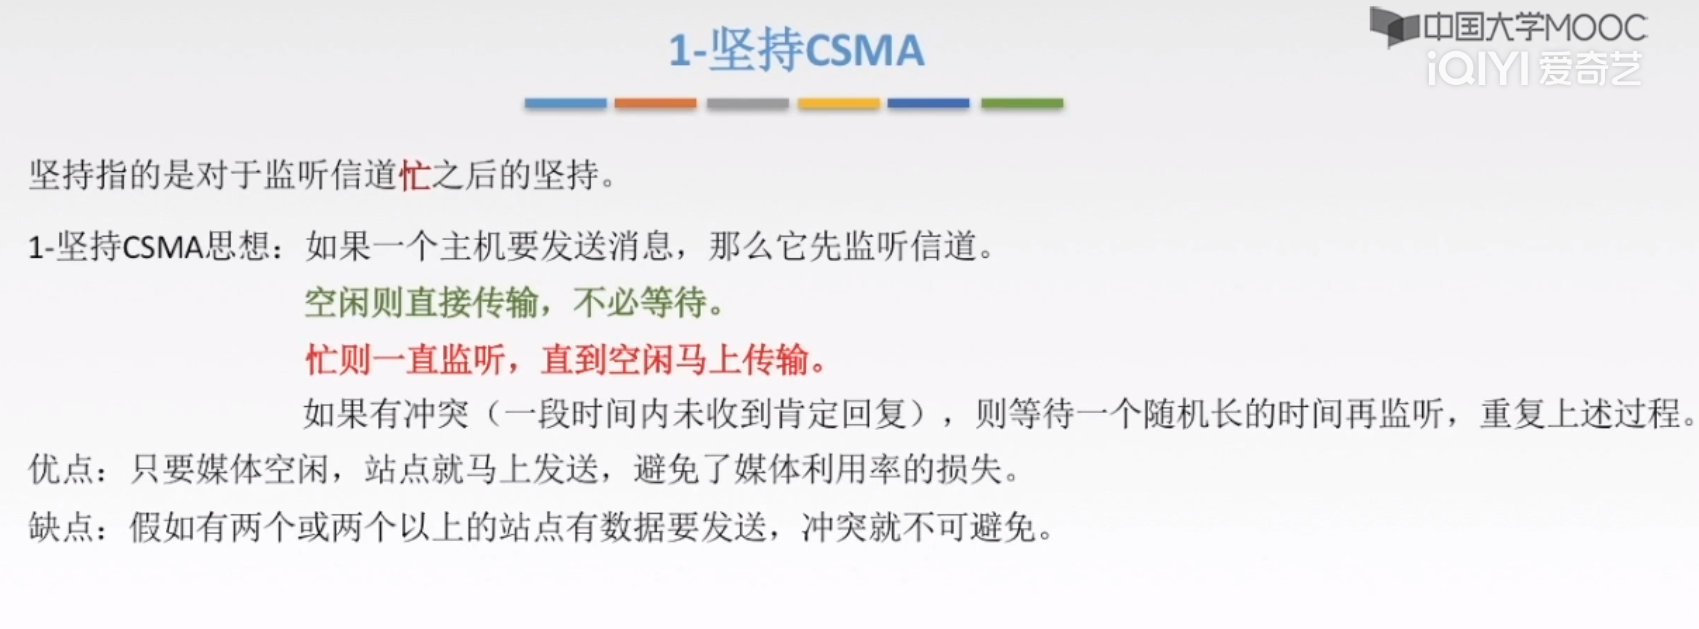 1-坚持CSMA
中国大学MOOC
iQIYI 爱奇艺
坚持指的是对于监听信道忙之后的坚持。
1-坚持CSMA思想：如果一个主机要发送消息，那么它先监听信道。
空闲则直接传输，不必等待。
忙则一直监听，直到空闲马上传输。
如果有冲突（一段时间内未收到肯定回复），则等待一个随机长的时间再监听，重复上述过程。
优点：只要媒体空闲，站点就马上发送，避免了媒体利用率的损失。
缺点：假如有两个或两个以上的站点有数据要发送，冲突就不可避免。